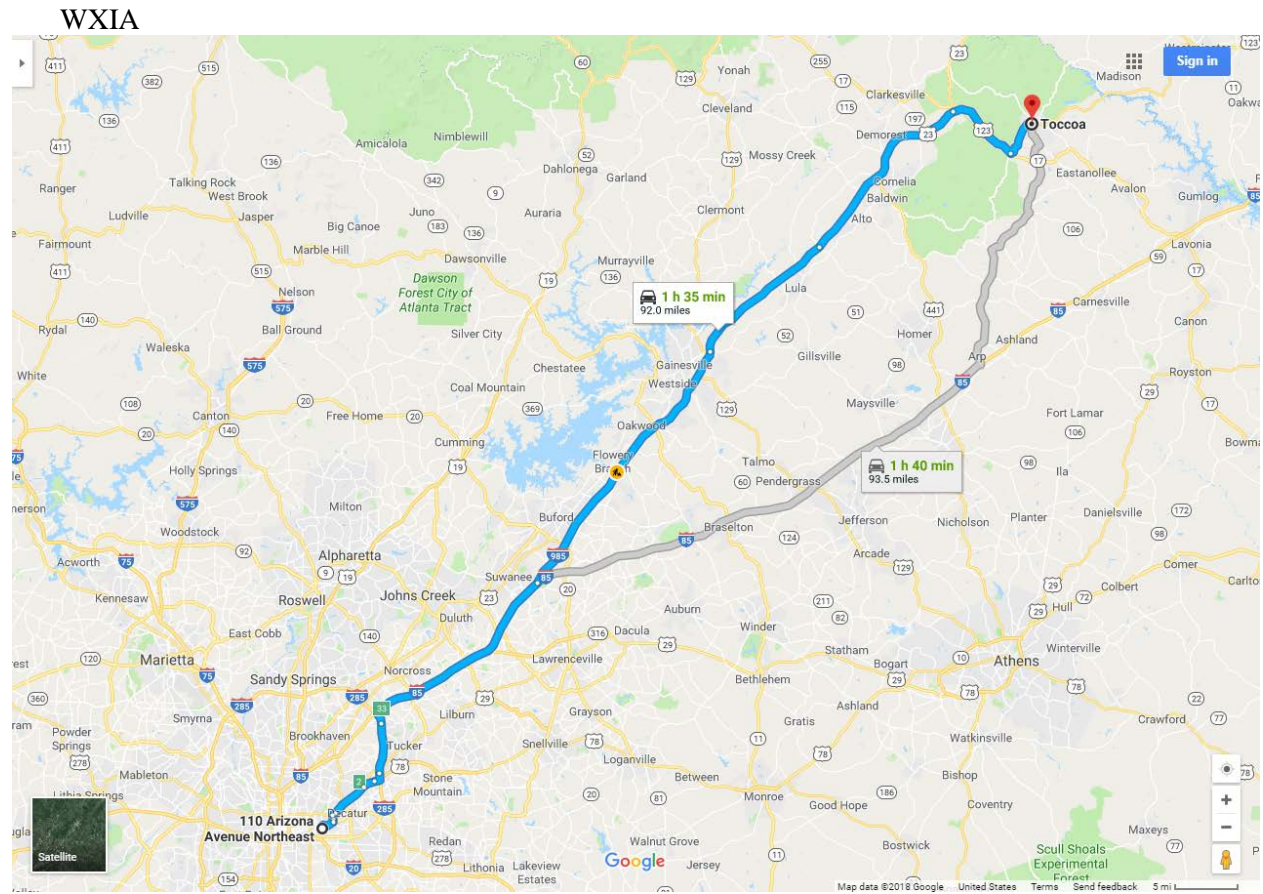 WXIA
Sign in
Toccoa
1 h 35 min
92.0 miles
1 h 40 min
93.5 miles
110 Arizona
Avenue Northeast
Satellite
Google
Map data ©2018 Google United States Terms Send feedback 5 mi
Yonah
Madison
Clarkesville
Cleveland
Demorest
Amicalola
Nimblewill
Mossy Creek
Dahlonega
Garland
Eastanollee
Avalon
Gumlog
Cornelia
Baldwin
Alto
Ranger
Talking Rock
West Brook
Ludville
Jasper
Juno
Big Canoe
Auraria
Clermont
Fairmount
Marble Hill
Dawsonville
Murrayville
Lavonia
Dawson
Forest City of
Atlanta Tract
Nelson
Lula
Carnesville
Rydal
Ball Ground
Silver City
Homer
Canon
Waleska
Gillsville
Ashland
Arp
Gainesville
Westside
Chestatee
Royston
White
Coal Mountain
Maysville
Fort Lamar
Canton
Free Home
Oakwood
Cumming
Flowery
Branch
Talmo
Pendergrass
Ila
Holly Springs
Milton
Buford
Braselton
Jefferson
Nicholson
Planter
Danielsville
Woodstock
Alpharetta
Arcade
Acworth
Suwanee
Comer
Colbert
Kennesaw
Roswell
Johns Creek
Duluth
Auburn
Hull
East Cobb
Dacula
Winder
Winterville
Marietta
Lawrenceville
Statham
Bogart
Athens
Norcross
Sandy Springs
Bethlehem
Lilburn
Grayson
Smyrna
Brookhaven
Gratis
Ashland
Crawford
Powder
Springs
Tucker
Snellville
Watkinsville
Loganville
Mableton
Stone
Mountain
Between
Bishop
Lithia Springs
Decatur
Monroe
Good Hope
Coventry
Redan
Maxeys
Lithonia
Lakeview
Estates
Walnut Grove
Jersey
Bostwick
Scull Shoals
Experimental
Forest